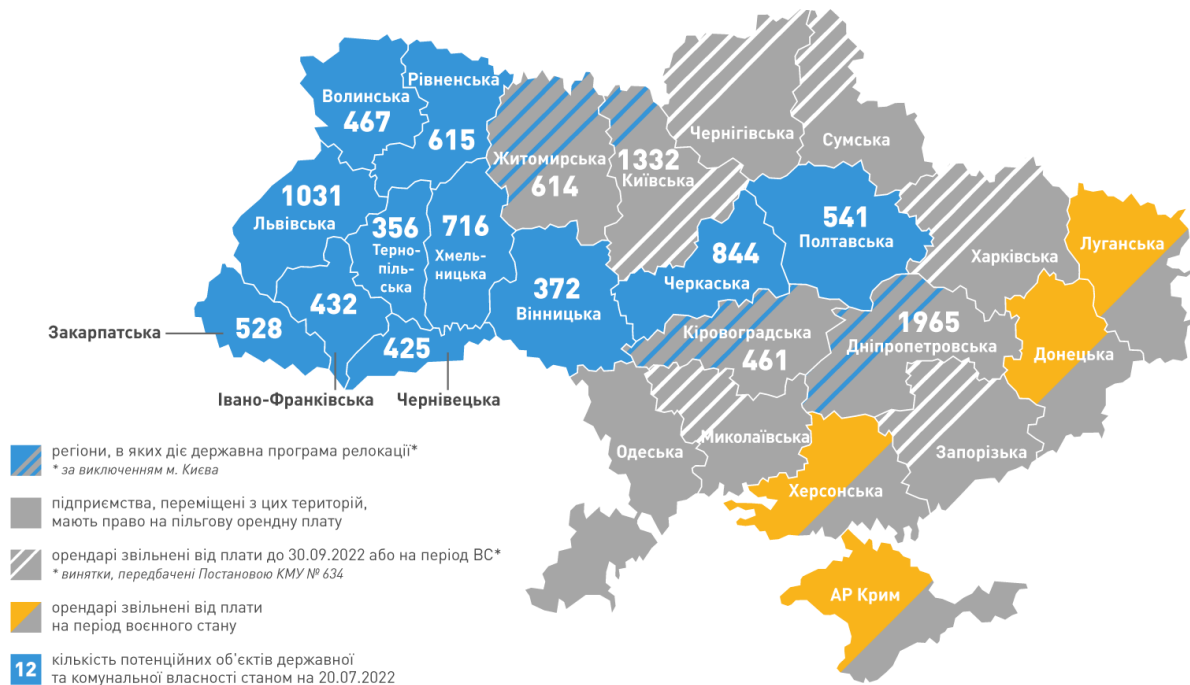 Рівненська
615
Волинська
467
Житомирська
614
1332
Київська
Чернігівська
Сумська
1031
Львівська
356
Терно-
піль-
ська
716
Хмель-
ницька
541
Полтавська
844
Черкаська
Харківська
Луганська
372
Вінницька
432
Закарпатська
528
425
Кіровоградська
461
1965
Дніпропетровська
Донецька
Івано-Франківська
Чернівецька
Одеська
Миколаївська
Запорізька
Херсонська
АР Крим
регіони, в яких діє державна програма релокації*
* за виключенням м. Києва
підприємства, переміщені з цих територій,
мають право на пільгову орендну плату
орендарі звільнені від плати до 30.09.2022 або на період ВС*
* винятки, передбачені Постановою КМУ № 634
орендарі звільнені від плати
на період воєнного стану
12
кількість потенційних об’єктів державної
та комунальної власності станом на 20.07.2022